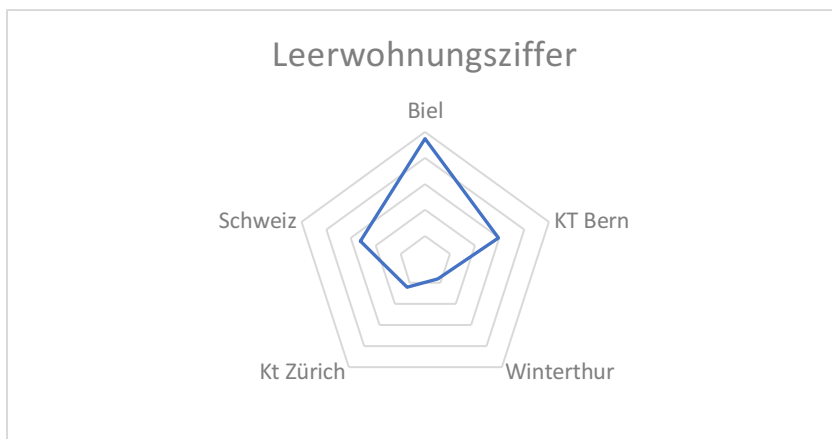 Leerwohnungsziffer
Biel
Schweiz
KT Bern
Kt Zürich
Winterthur